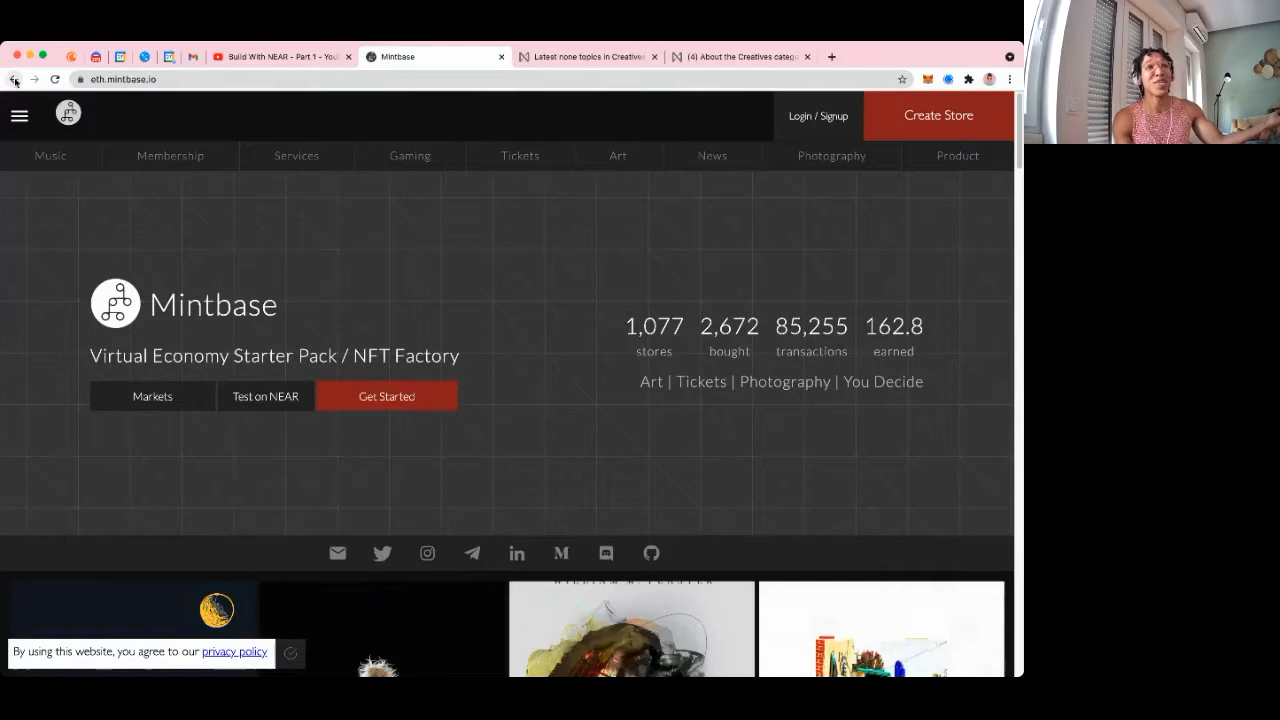 Build With NEAR - Part 1 - You
Mintbase
Latest none topics in Creatives
(4) About the Creatives categ
eth.mintbase.io
Login / Signup
Create Store
Music
Membership
Services
Gaming
Tickets
Art
News
Photography
Product
Mintbase
Virtual Economy Starter Pack / NFT Factory
Markets
Test on NEAR
Get Started
1,077 2,672 85,255 162.8
stores bought transactions earned
Art | Tickets | Photography | You Decide
By using this website, you agree to our privacy policy